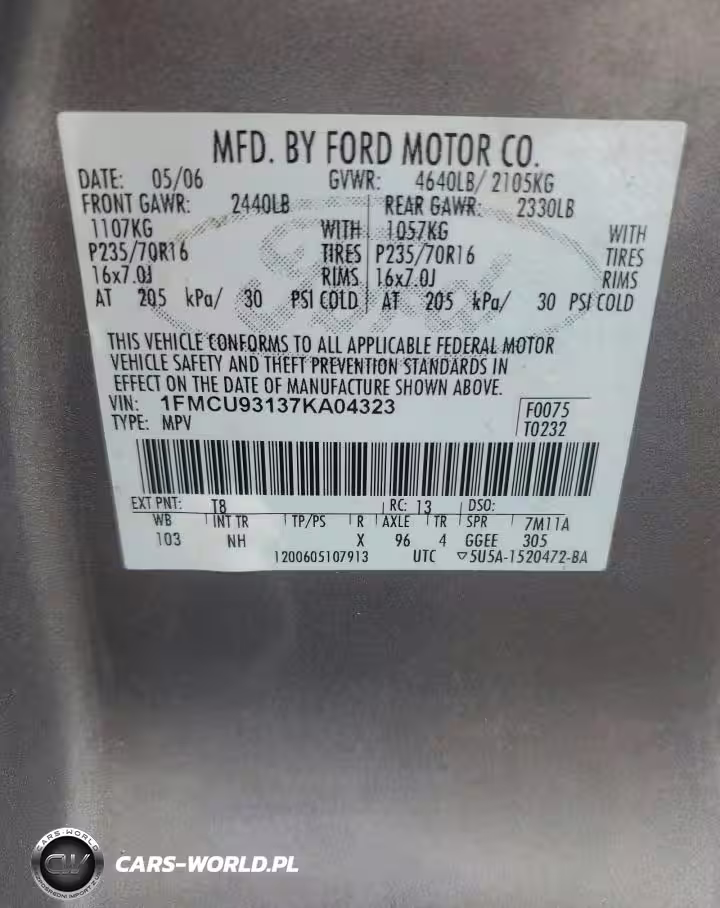 MFD. BY FORD MOTOR CO.
DATE: 05/06 GVWR: 4640LB/ 2105KG
FRONT GAWR: 2440LB REAR GAWR: 2330LB
1107KG WITH 1057KG WITH
P235/70R16 TIRES P235/70R16 TIRES
16x7.0J RIMS 16x7.0J RIMS
AT 205 kPa/ 30 PSI COLD AT 205 kPa/ 30 PSI COLD
THIS VEHICLE CONFORMS TO ALL APPLICABLE FEDERAL MOTOR
VEHICLE SAFETY AND THEFT PREVENTION STANDARDS IN
EFFECT ON THE DATE OF MANUFACTURE SHOWN ABOVE.
VIN: 1FMCU93137KA04323 F0075
TYPE: MPV T0232
EXT PNT: T8 RC: 13 DSO:
WB INT TR TP/PS R AXLE TR SPR 7M11A
103 NH X 96 4 GGEE 305
1200605107913 UTC ▽5U5A-1520472-BA
Ford
CARS-WORLD
CW
CARS-WORLD.PL